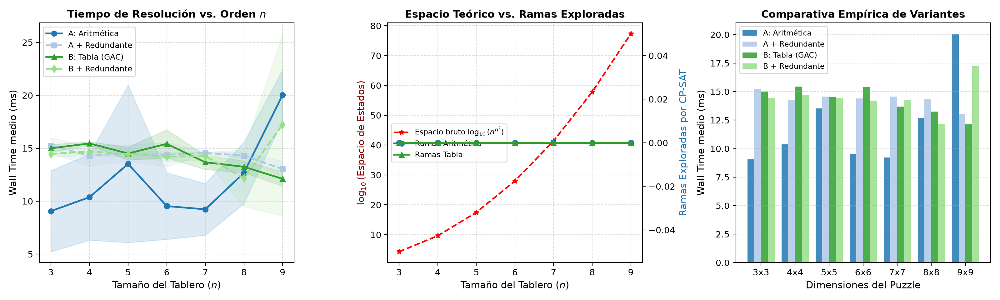 Tiempo de Resolución vs. Orden n
25
20
15
10
5
Wall Time medio (ms)
A: Aritmética
A + Redundante
B: Tabla (GAC)
B + Redundante
3 4 5 6 7 8 9
Tamaño del Tablero (n)
Espacio Teórico vs. Ramas Exploradas
80
70
60
50
40
30
20
10
log₁₀ (Espacio de Estados)
Espacio bruto log₁₀ (n^{n²})
Ramas Aritmética
Ramas Tabla
0.04
0.02
0.00
−0.02
−0.04
Ramas Exploradas por CP-SAT
3 4 5 6 7 8 9
Tamaño del Tablero (n)
Comparativa Empírica de Variantes
20.0
17.5
15.0
12.5
10.0
7.5
5.0
2.5
0.0
Wall Time medio (ms)
A: Aritmética
A + Redundante
B: Tabla (GAC)
B + Redundante
3x3 4x4 5x5 6x6 7x7 8x8 9x9
Dimensiones del Puzzle